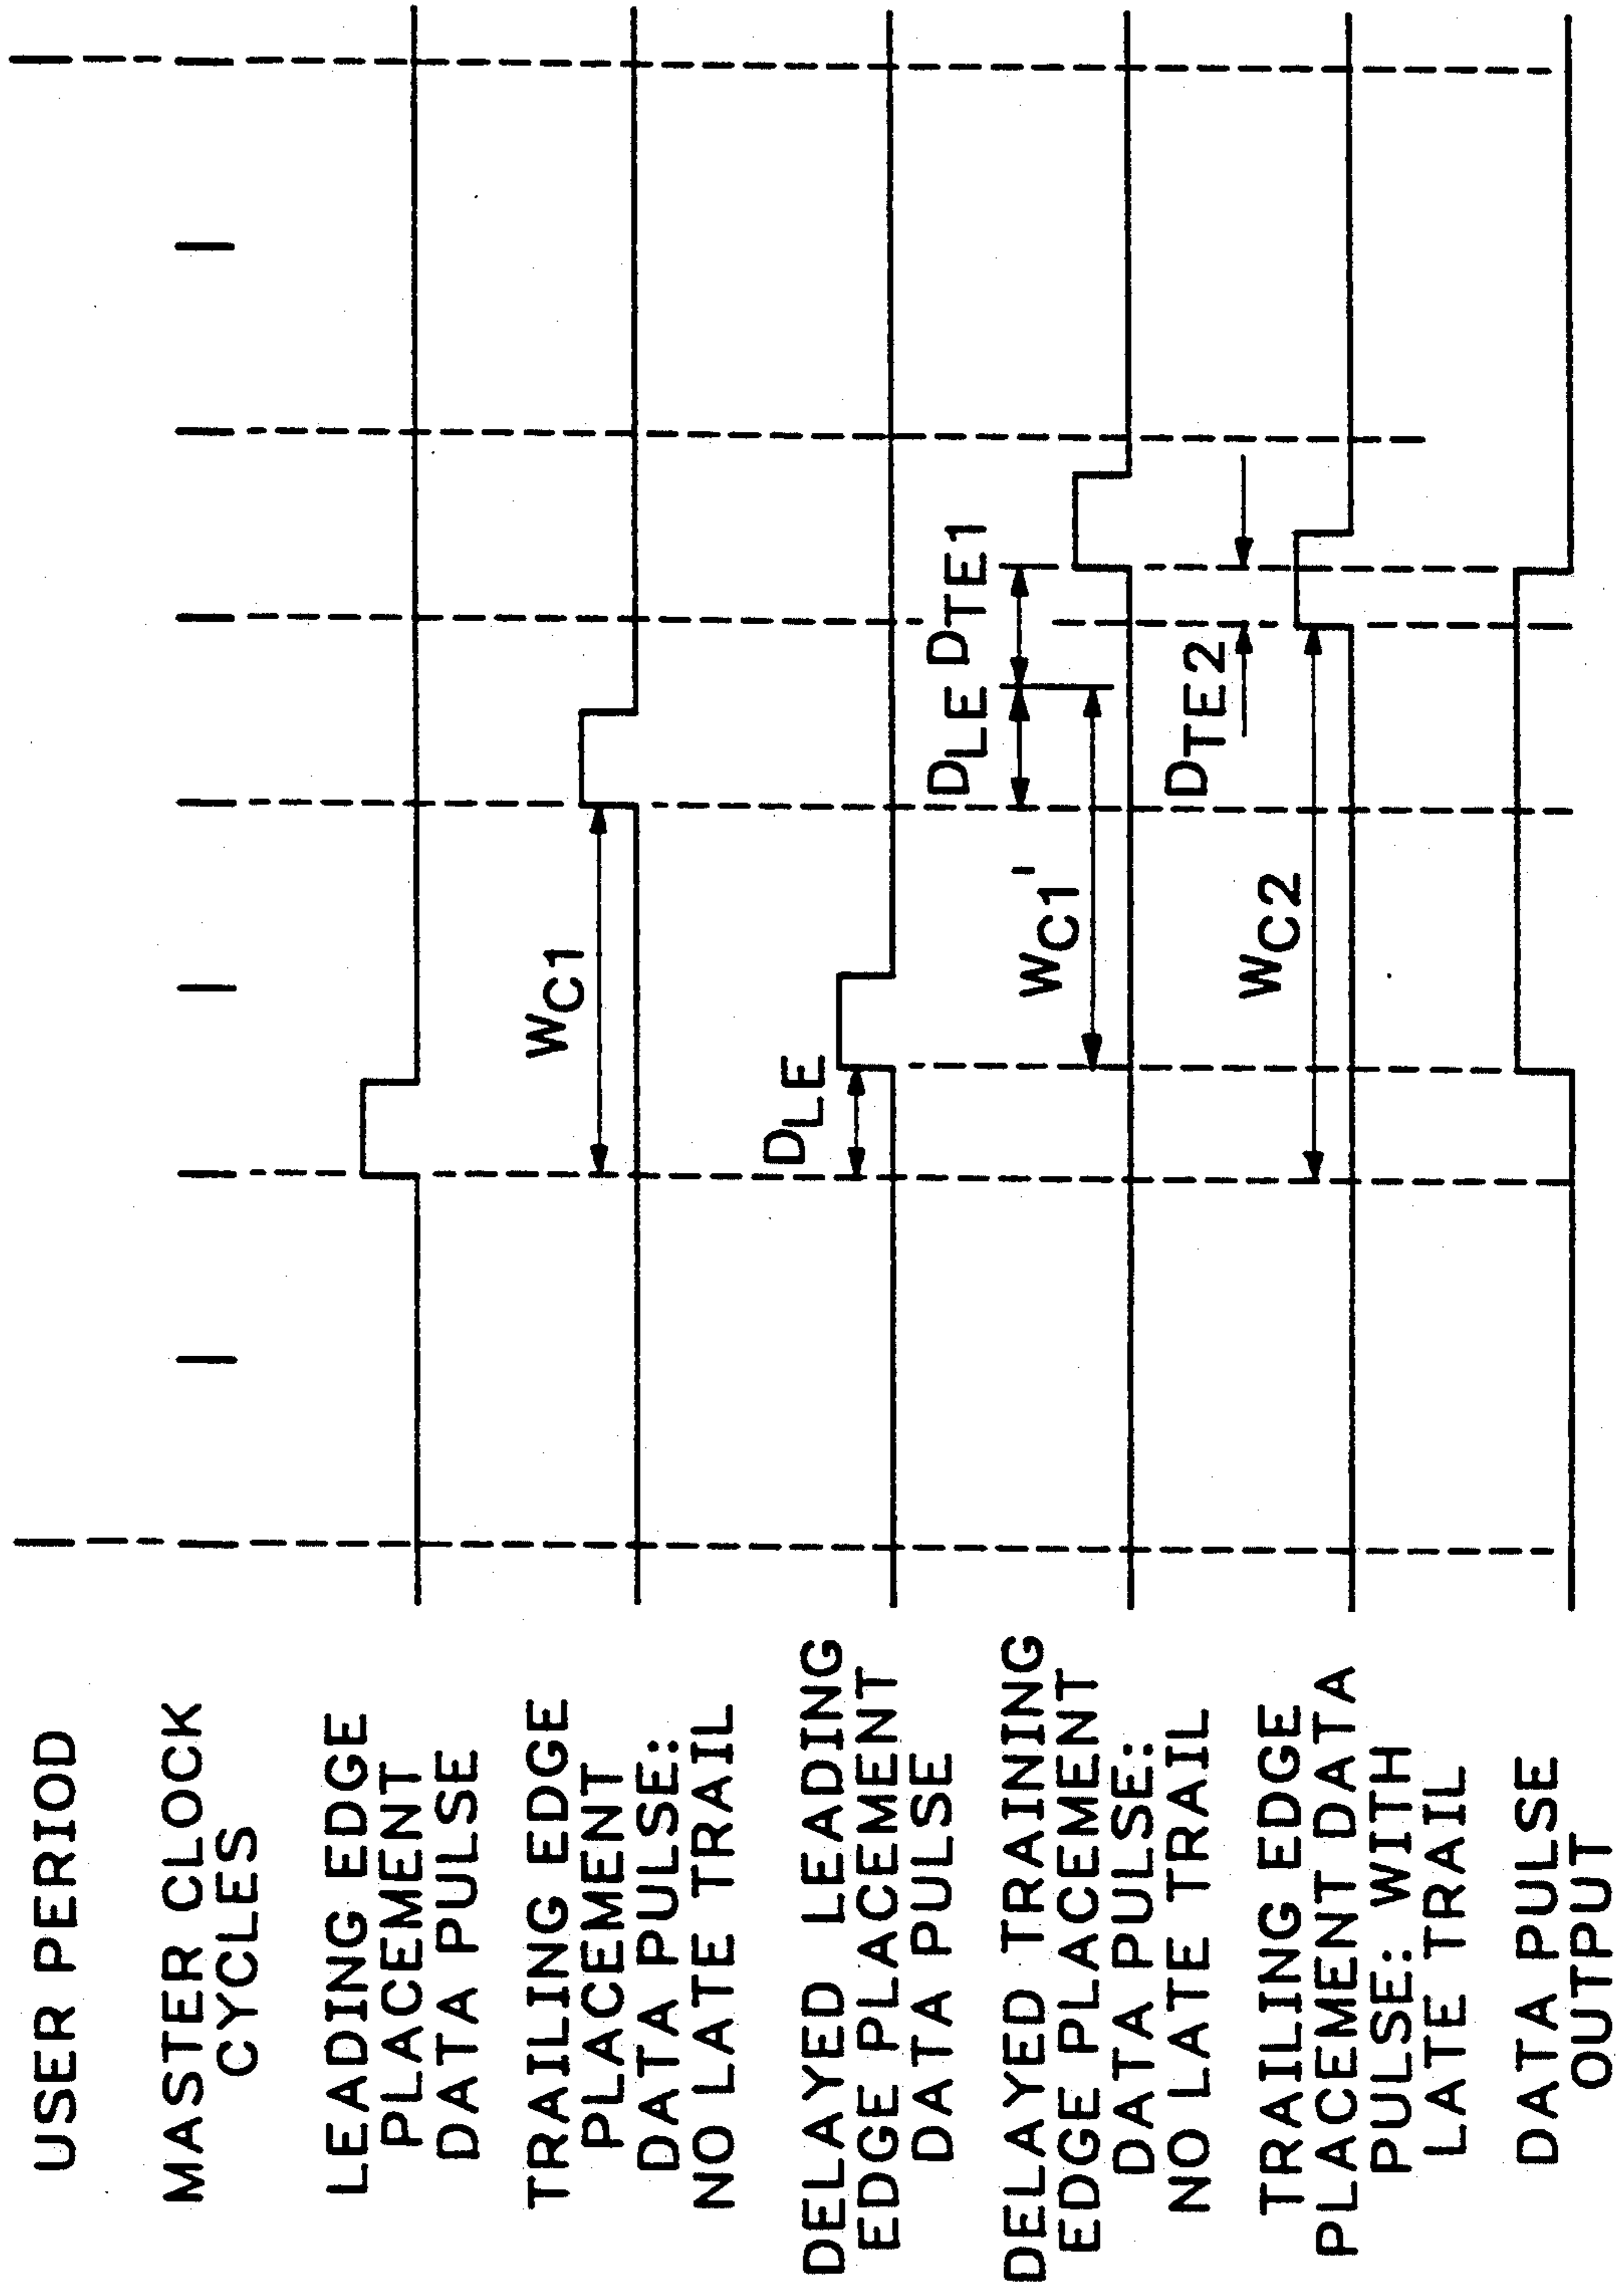 USER PERIOD
MASTER CLOCK
CYCLES
LEADING EDGE
PLACEMENT
DATA PULSE
TRAILING EDGE
PLACEMENT
DATA PULSE:
NO LATE TRAIL
WC1
DELAYED LEADING
EDGE PLACEMENT
DATA PULSE
DLE
DELAYED TRAINING
EDGE PLACEMENT
DATA PULSE:
NO LATE TRAIL
DLE DTE1
WC1'
TRAILING EDGE
PLACEMENT DATA
PULSE: WITH
LATE TRAIL
DTE2
WC2
DATA PULSE
OUTPUT